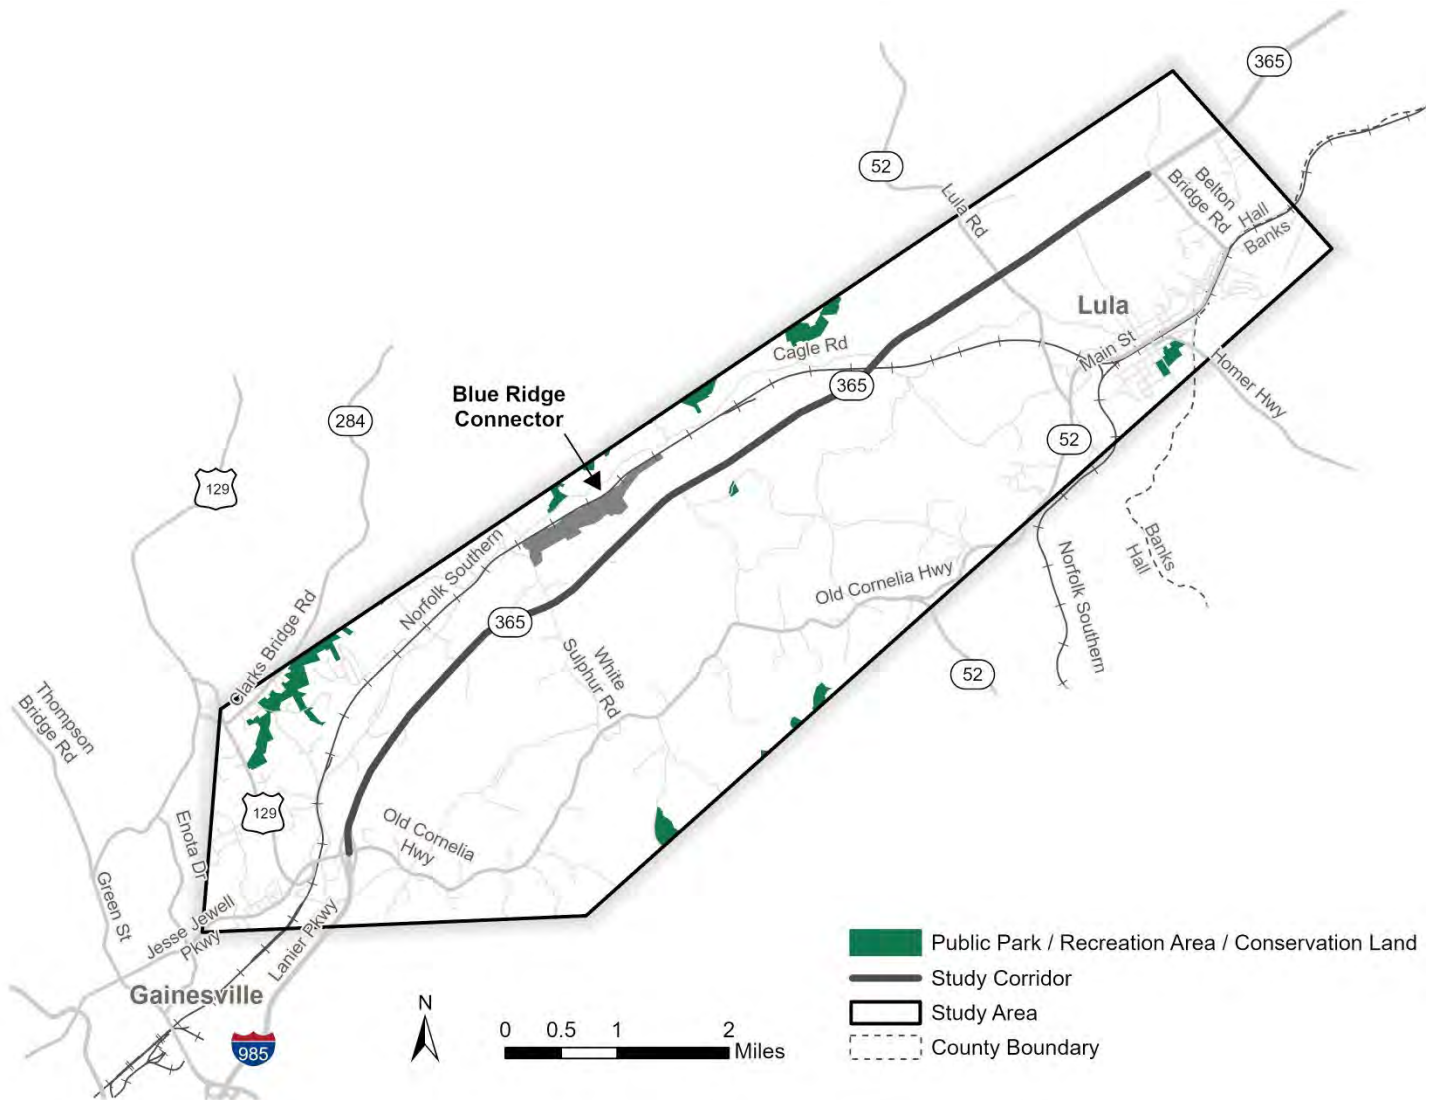 365
52
Lula Rd
Belton
Bridge Rd
Hall
Banks
Lula
Main St
Homer Hwy
Cagle Rd
365
Blue Ridge
Connector
284
129
52
Norfolk Southern
Banks
Hall
Old Cornelia Hwy
Norfolk Southern
365
Clarks Bridge Rd
White
Sulphur Rd
52
Thompson
Bridge Rd
129
Enota Dr
Old Cornelia
Hwy
Green St
Jesse Jewell
Pkwy
Lanier Pkwy
Gainesville
985
N
0 0.5 1 2
Miles
Public Park / Recreation Area / Conservation Land
Study Corridor
Study Area
County Boundary